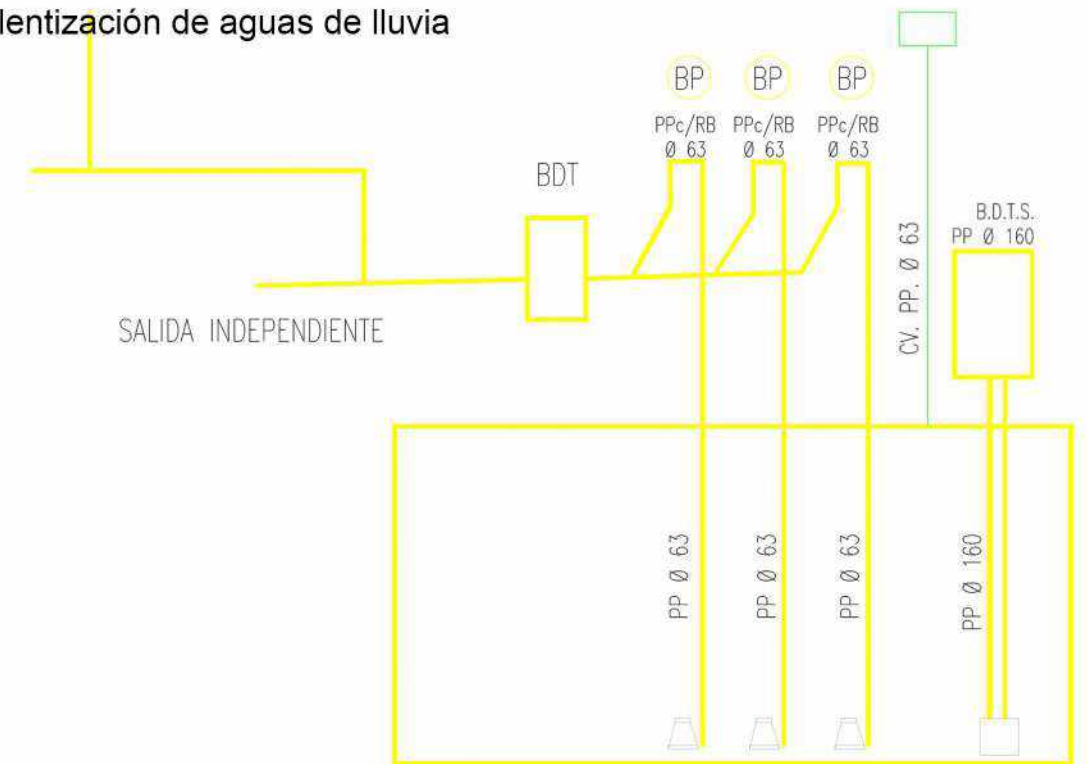 lentización de aguas de lluvia
BP BP BP
PPc/RB PPc/RB PPc/RB
Ø 63 Ø 63 Ø 63
BDT
B.D.T.S.
PP Ø 160
CV. PP. Ø 63
SALIDA INDEPENDIENTE
PP Ø 63
PP Ø 63
PP Ø 63
PP Ø 160